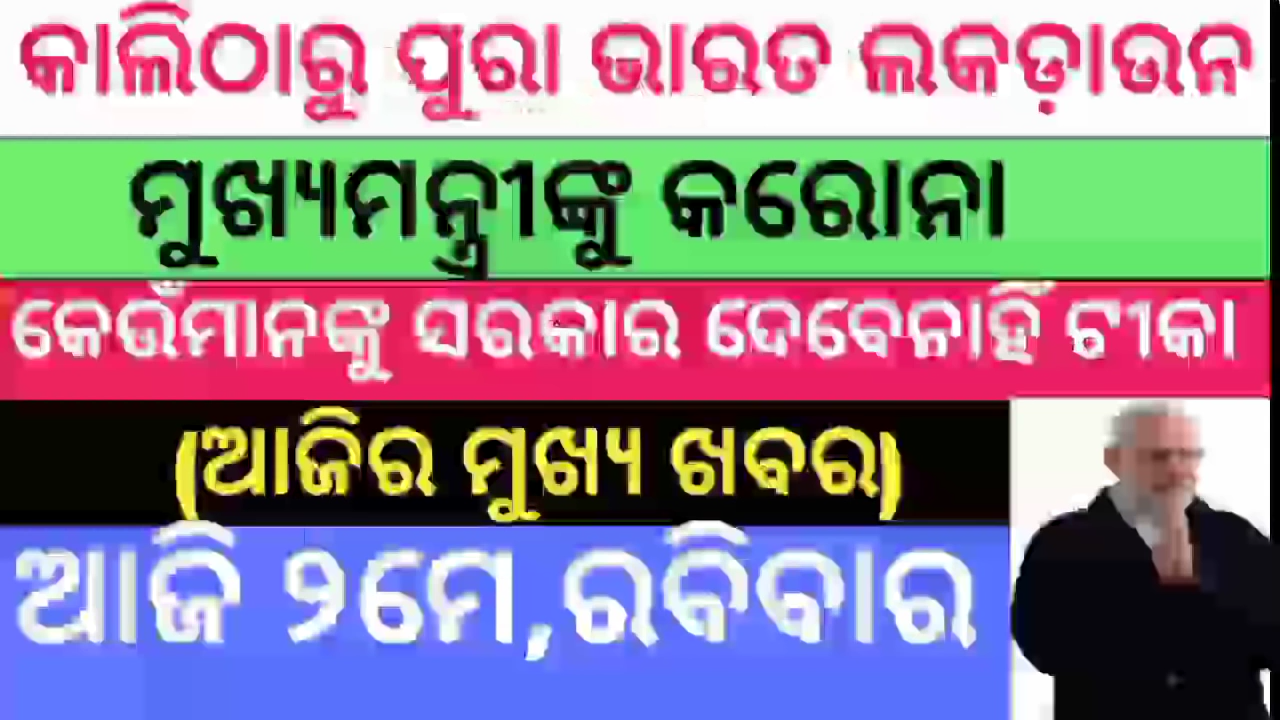 କାଲିଠାରୁ ପୁରା ଭାରତ ଲକଡ଼ାଉନ
ମୁଖ୍ୟମନ୍ତ୍ରୀଙ୍କୁ କରୋନା
କେଉଁମାନଙ୍କୁ ସରକାର ଦେବେନାହିଁ ଟୀକା
(ଆଜିର ମୁଖ୍ୟ ଖବର)
ଆଜି ୨ମେ,ରବିବାର